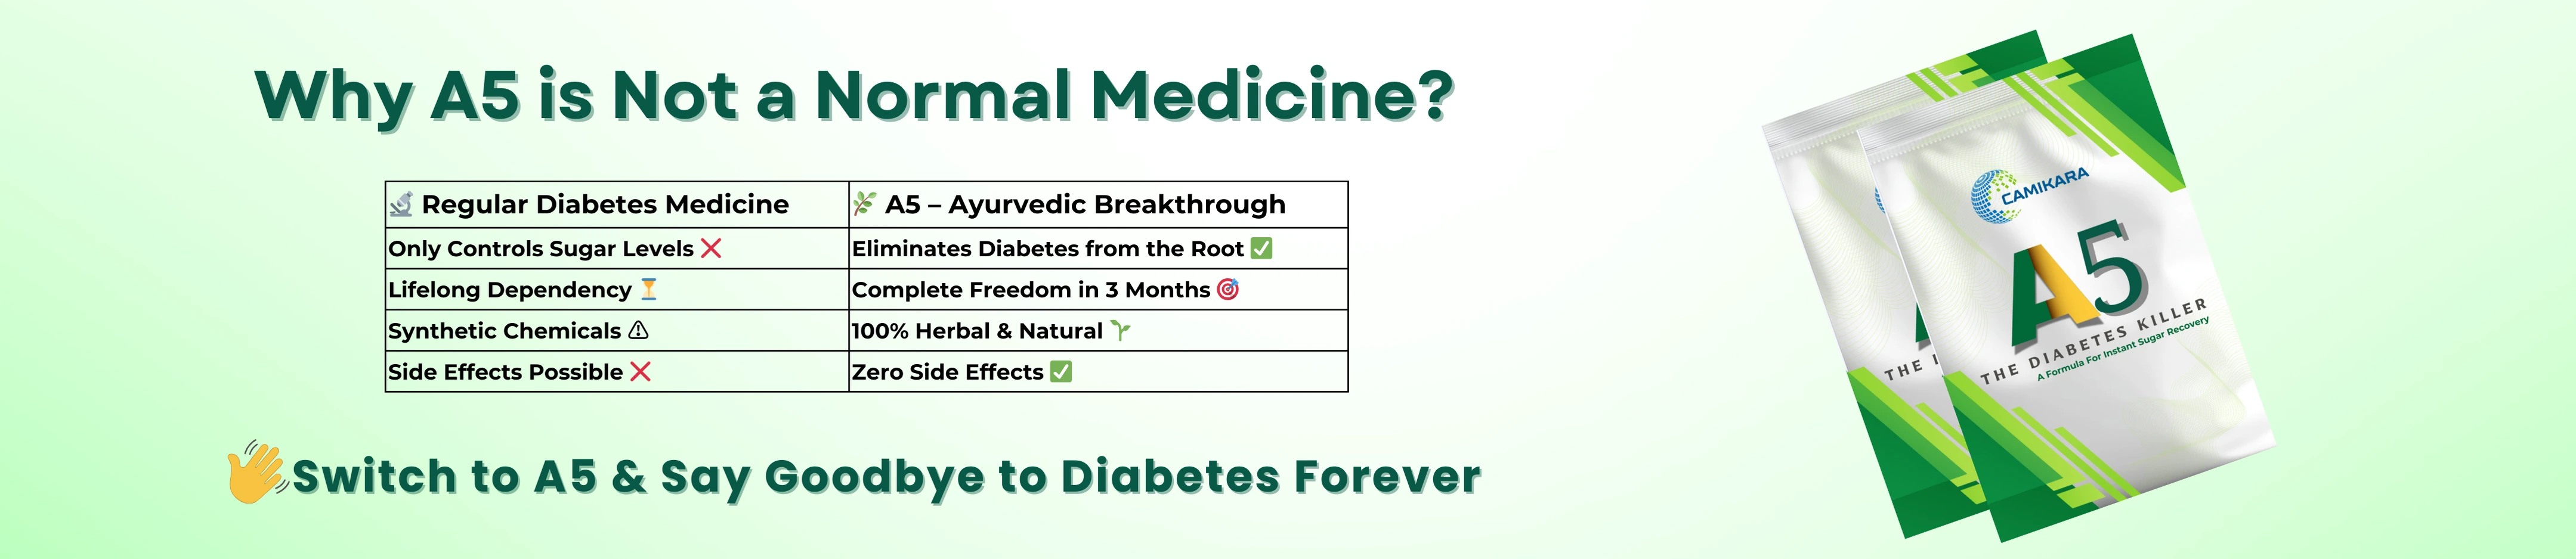 Why A5 is Not a Normal Medicine?
🔬 Regular Diabetes Medicine
🌿 A5 – Ayurvedic Breakthrough
Only Controls Sugar Levels ❌
Eliminates Diabetes from the Root ✅
Lifelong Dependency ⏳
Complete Freedom in 3 Months 🎯
Synthetic Chemicals ⚠
100% Herbal & Natural 🌱
Side Effects Possible ❌
Zero Side Effects ✅
👋Switch to A5 & Say Goodbye to Diabetes Forever
CAMIKARA
A5
THE DIABETES KILLER
A Formula For Instant Sugar Recovery
THE